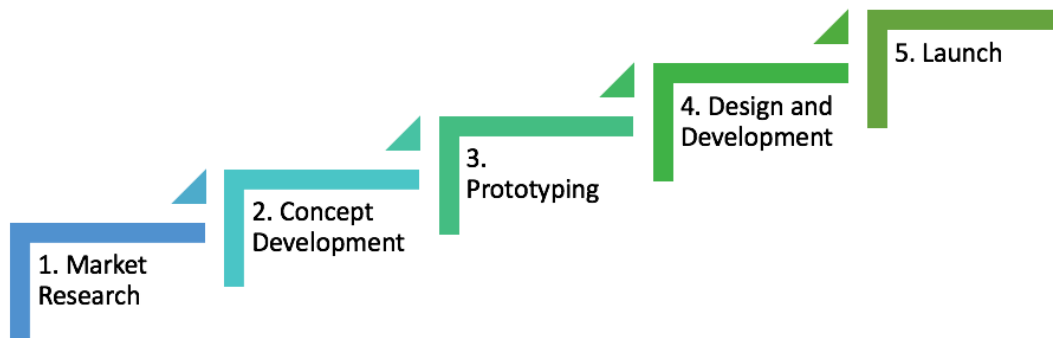 1. Market
Research
2. Concept
Development
3.
Prototyping
4. Design and
Development
5. Launch